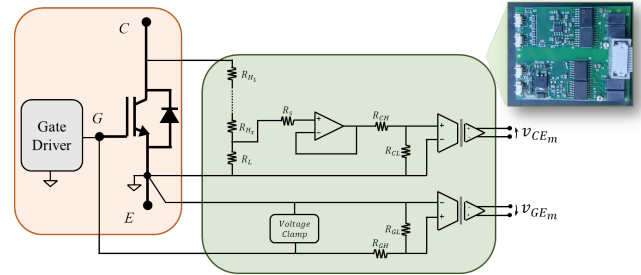 C
R_{H_1}
Gate
Driver
G
R_{H_x}
R_S
R_{CH}
R_L
R_{CL}
v_{CE_m}
E
Voltage
Clamp
R_{GL}
R_{GH}
v_{GE_m}